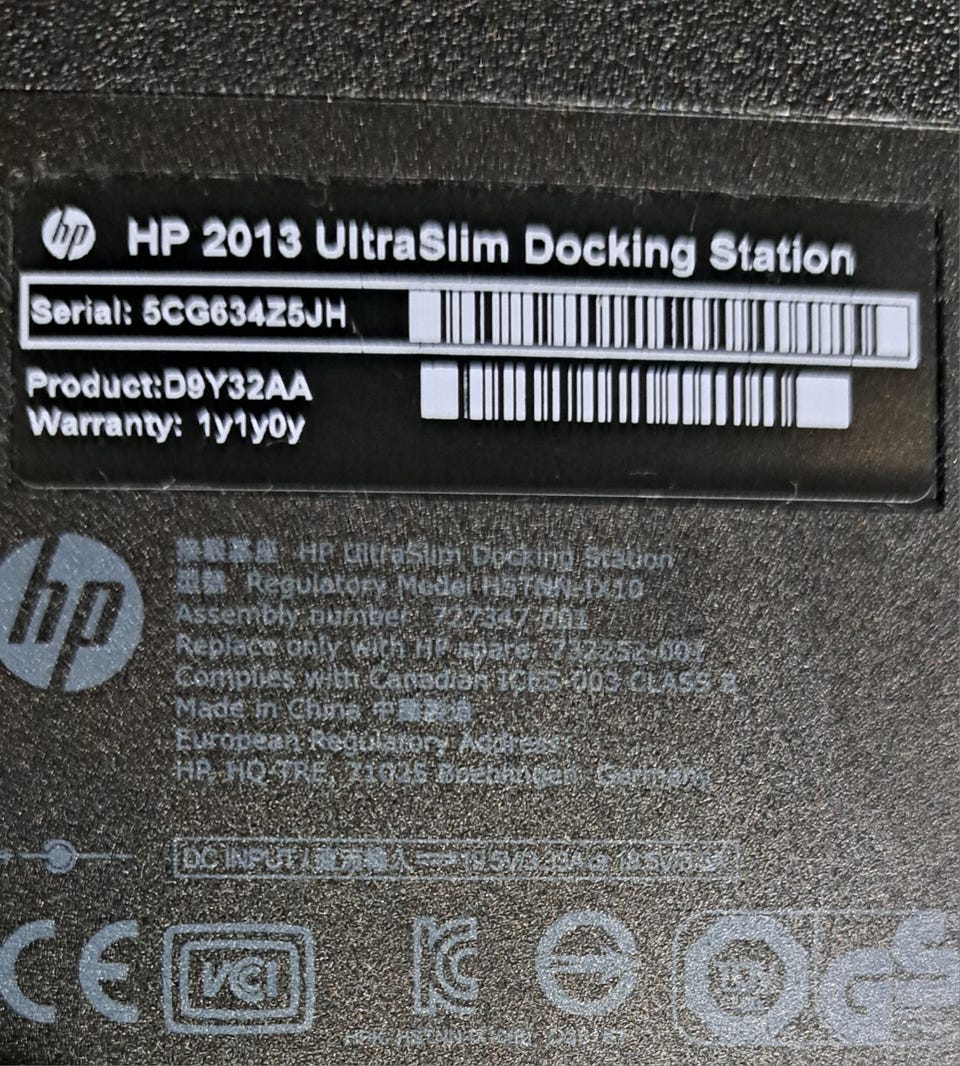 hp HP 2013 UltraSlim Docking Station
Serial: 5CG634Z5JH
Product:D9Y32AA
Warranty: 1y1y0y
hp
HP UltraSlim Docking Station
Regulatory Model HSTNN-IX10
Assembly number 727347-001
Replace only with HP spare 732252-001
Complies with Canadian ICES-003 CLASS B
Made in China
European Regulatory Address:
HP, HQ-TRE, 71025 Boeblingen, Germany
DC INPUT /
CE VCI